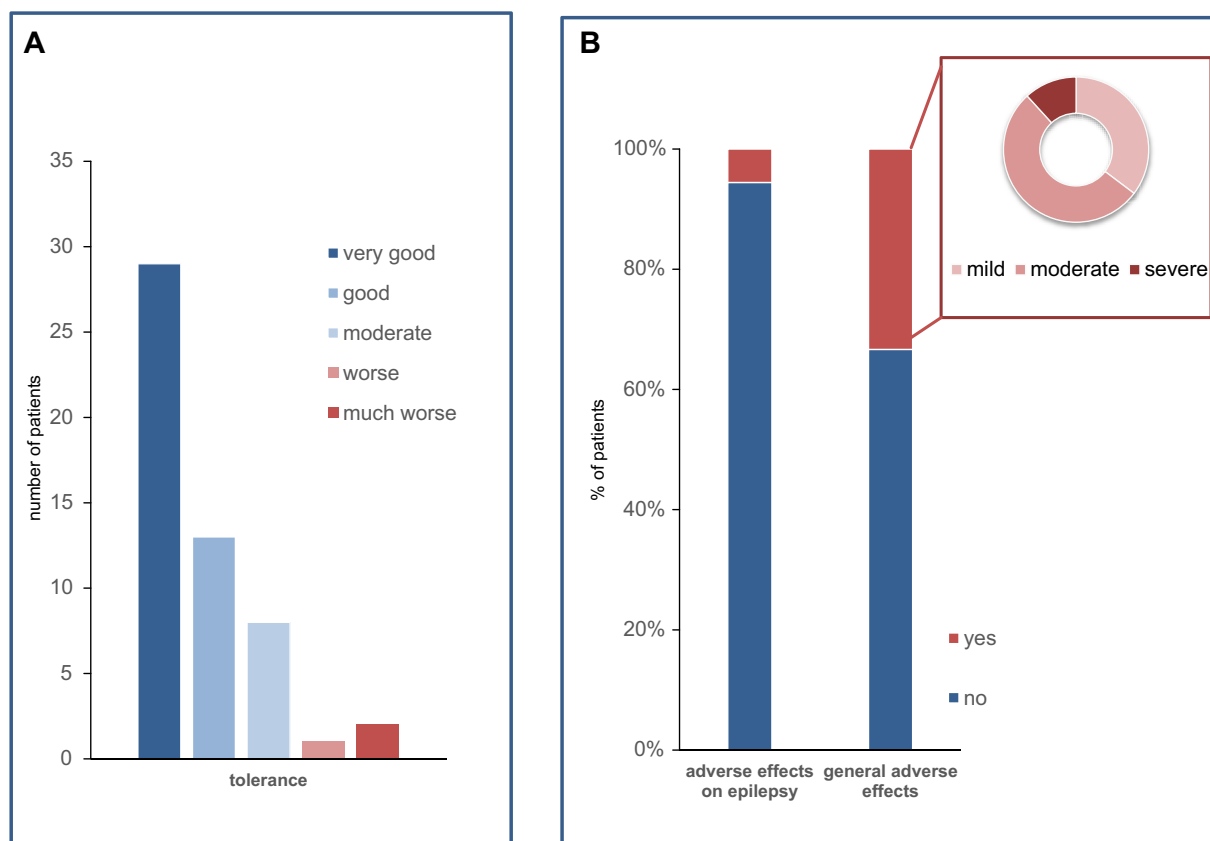 A
35
30
25
20
15
10
5
0
number of patients
very good
good
moderate
worse
much worse
tolerance
B
100%
80%
60%
40%
20%
0%
% of patients
mild moderate severe
yes
no
adverse effects
on epilepsy
general adverse
effects